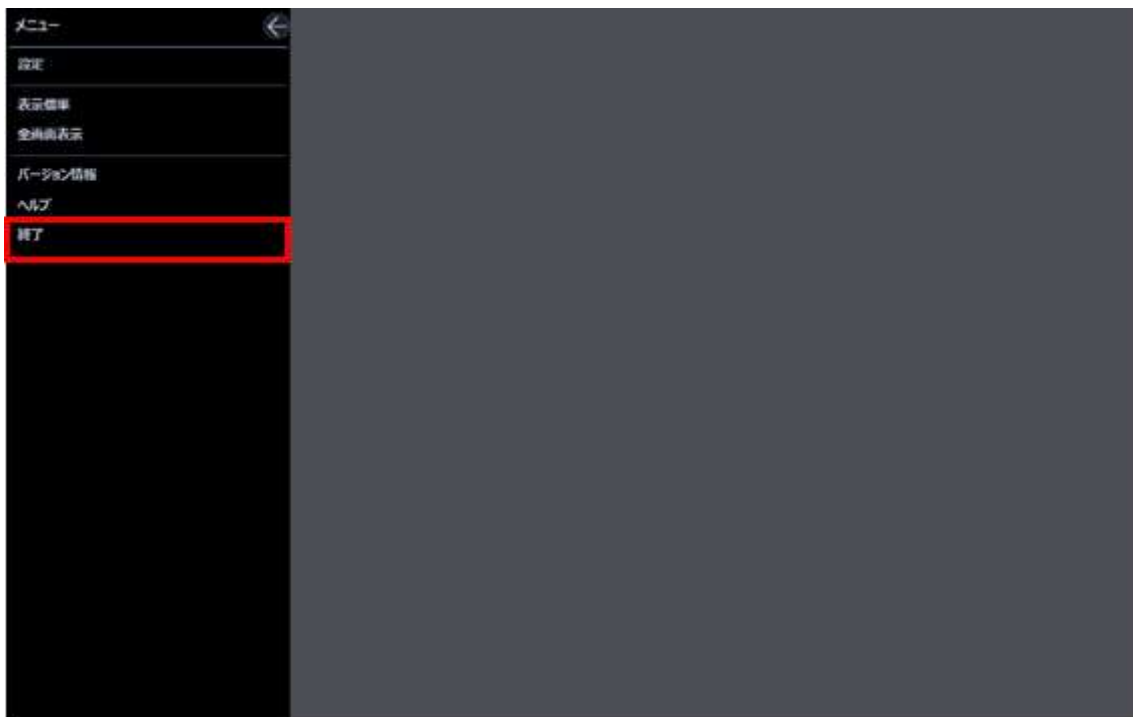 メニュー
設定
表示倍率
全画面表示
バージョン情報
ヘルプ
終了